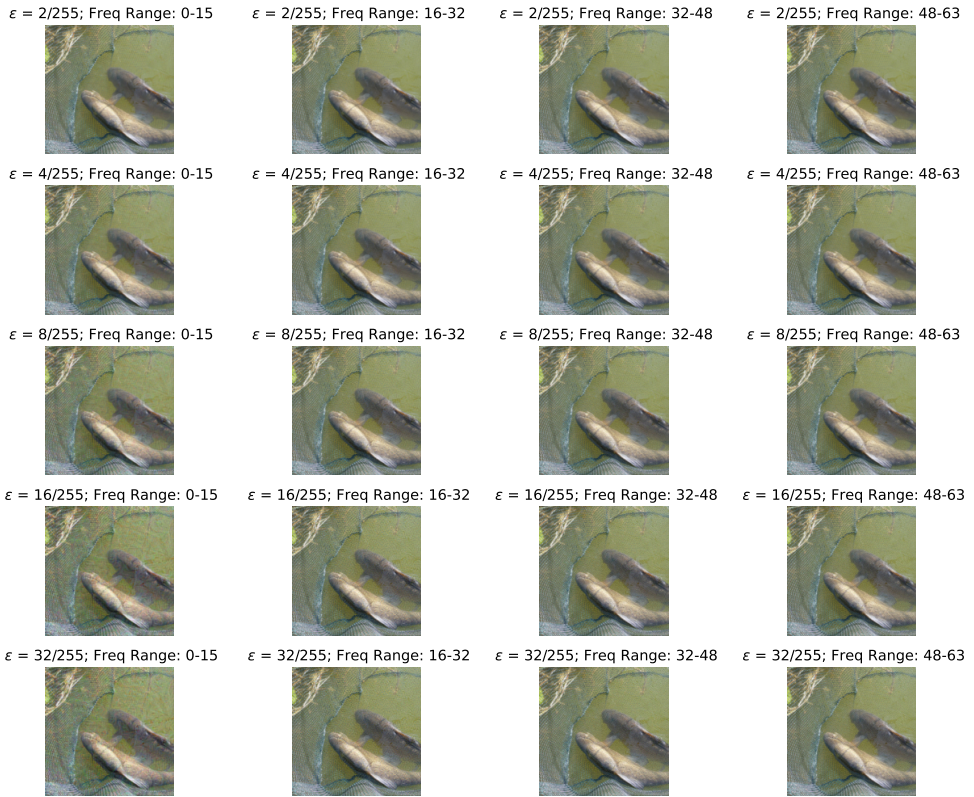 ε = 2/255; Freq Range: 0-15
ε = 2/255; Freq Range: 16-32
ε = 2/255; Freq Range: 32-48
ε = 2/255; Freq Range: 48-63
ε = 4/255; Freq Range: 0-15
ε = 4/255; Freq Range: 16-32
ε = 4/255; Freq Range: 32-48
ε = 4/255; Freq Range: 48-63
ε = 8/255; Freq Range: 0-15
ε = 8/255; Freq Range: 16-32
ε = 8/255; Freq Range: 32-48
ε = 8/255; Freq Range: 48-63
ε = 16/255; Freq Range: 0-15
ε = 16/255; Freq Range: 16-32
ε = 16/255; Freq Range: 32-48
ε = 16/255; Freq Range: 48-63
ε = 32/255; Freq Range: 0-15
ε = 32/255; Freq Range: 16-32
ε = 32/255; Freq Range: 32-48
ε = 32/255; Freq Range: 48-63